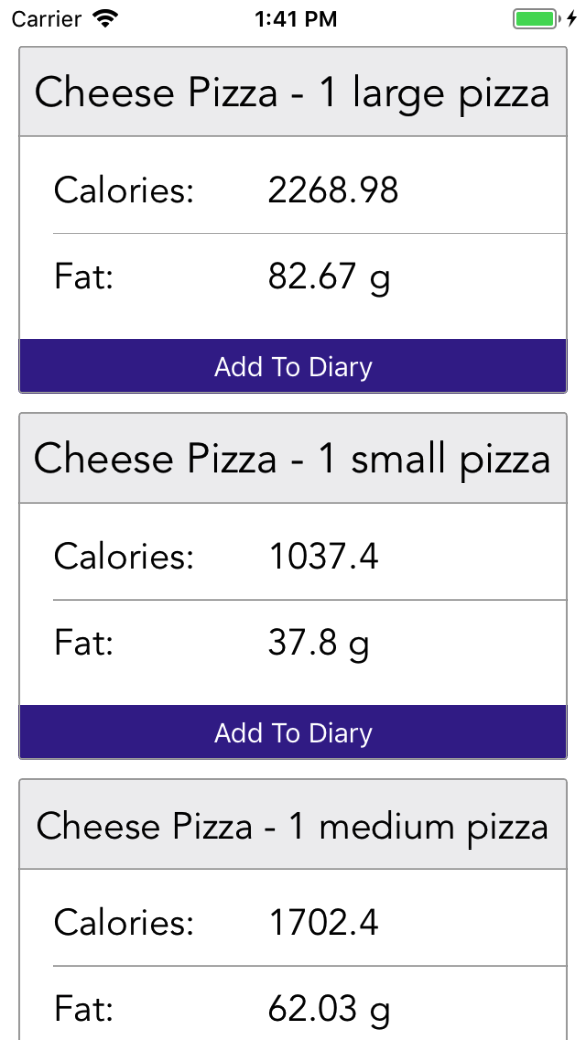 Carrier 1:41 PM
Cheese Pizza - 1 large pizza
Calories: 2268.98
Fat: 82.67 g
Add To Diary
Cheese Pizza - 1 small pizza
Calories: 1037.4
Fat: 37.8 g
Add To Diary
Cheese Pizza - 1 medium pizza
Calories: 1702.4
Fat: 62.03 g